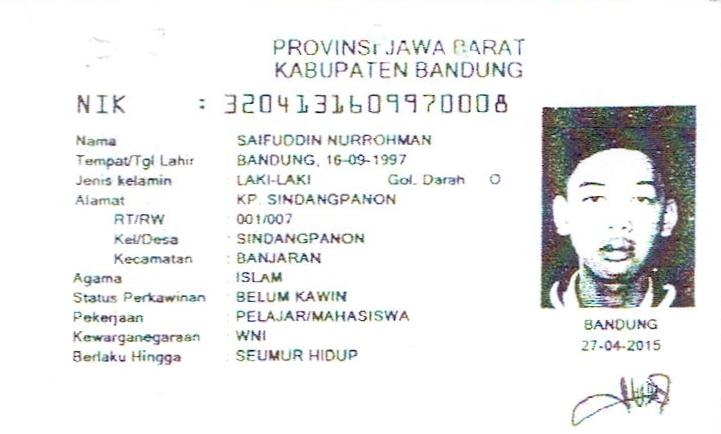 PROVINSI JAWA BARAT
KABUPATEN BANDUNG
NIK : 3204131609970008
Nama SAIFUDDIN NURROHMAN
Tempat/Tgl Lahir : BANDUNG, 16-09-1997
Jenis kelamin : LAKI-LAKI Gol. Darah O
Alamat KP. SINDANGPANON
RT/RW : 001/007
Kel/Desa : SINDANGPANON
Kecamatan : BANJARAN
Agama : ISLAM
Status Perkawinan : BELUM KAWIN
Pekerjaan : PELAJAR/MAHASISWA
Kewarganegaraan : WNI
Berlaku Hingga : SEUMUR HIDUP
BANDUNG
27-04-2015